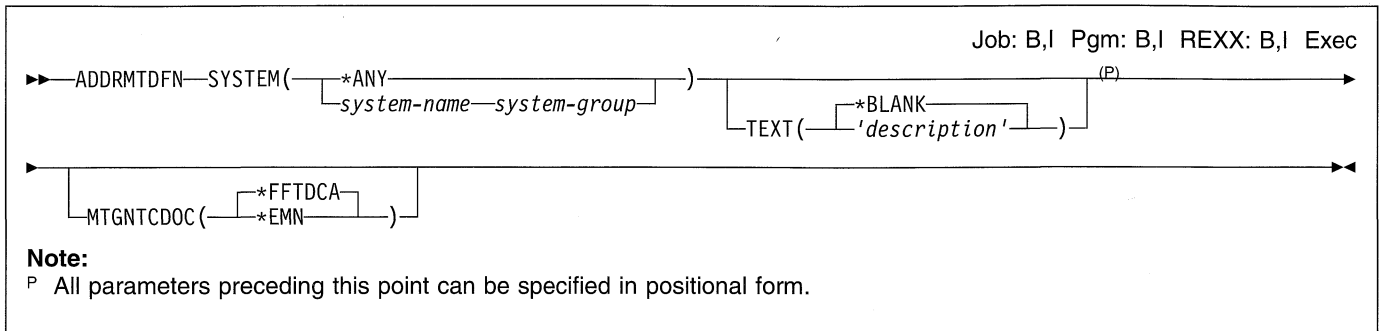 Job: B,I Pgm: B,I REXX: B,I Exec
ADDRMTDFN SYSTEM( *ANY ) (P)
system-name system-group
*BLANK
TEXT( 'description' )
*FFTDCA
MTGNTCDOC( *EMN )
Note:
P All parameters preceding this point can be specified in positional form.